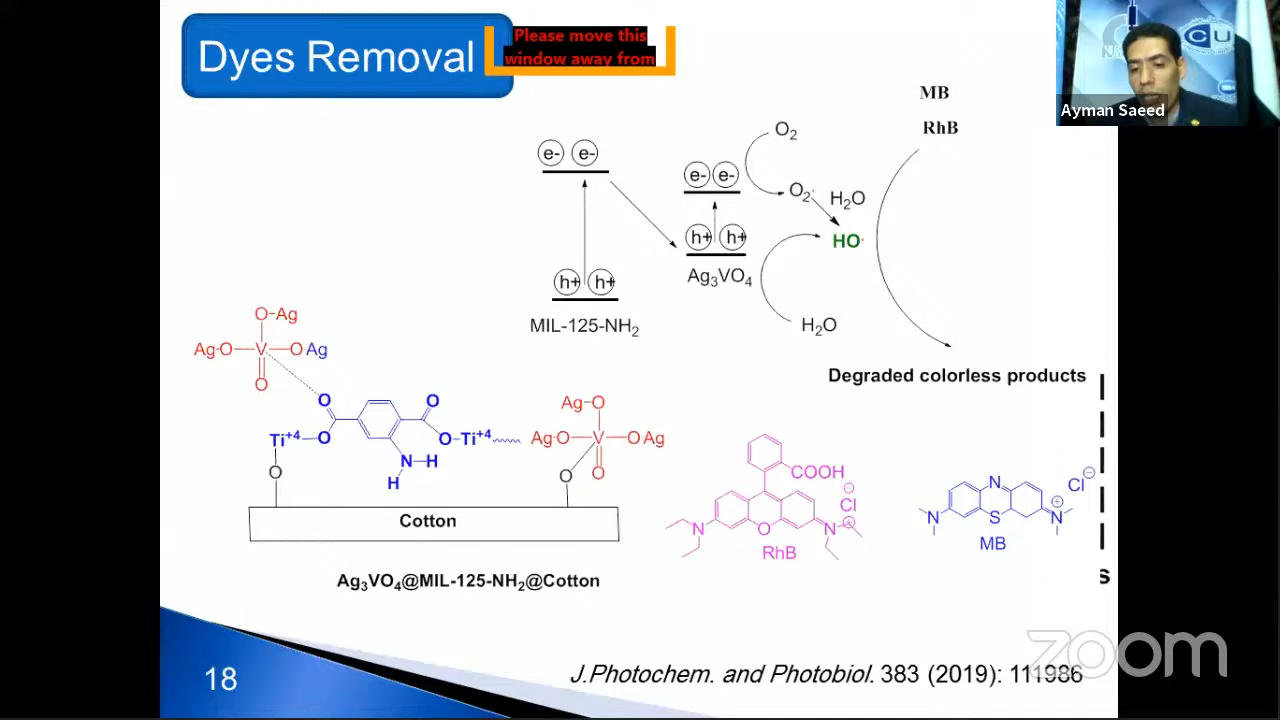 Dyes Removal
Please move this
window away from
CU
Ayman Saeed
MB
RhB
O2
e- e-
e- e-
O2·
H2O
HO·
h+ h+
Ag3VO4
h+ h+
MIL-125-NH2
H2O
Degraded colorless products
O-Ag
Ag-O V O Ag
O
O O
Ti+4 O O Ti+4
N H
H
O
Ag-O
Ag-O V O Ag
O O
Cotton
Ag3VO4@MIL-125-NH2@Cotton
COOH
Cl⊖
N O N⊕
RhB
N Cl⊖
N S N⊕
MB
s
zoom
18
J.Photochem. and Photobiol. 383 (2019): 111986